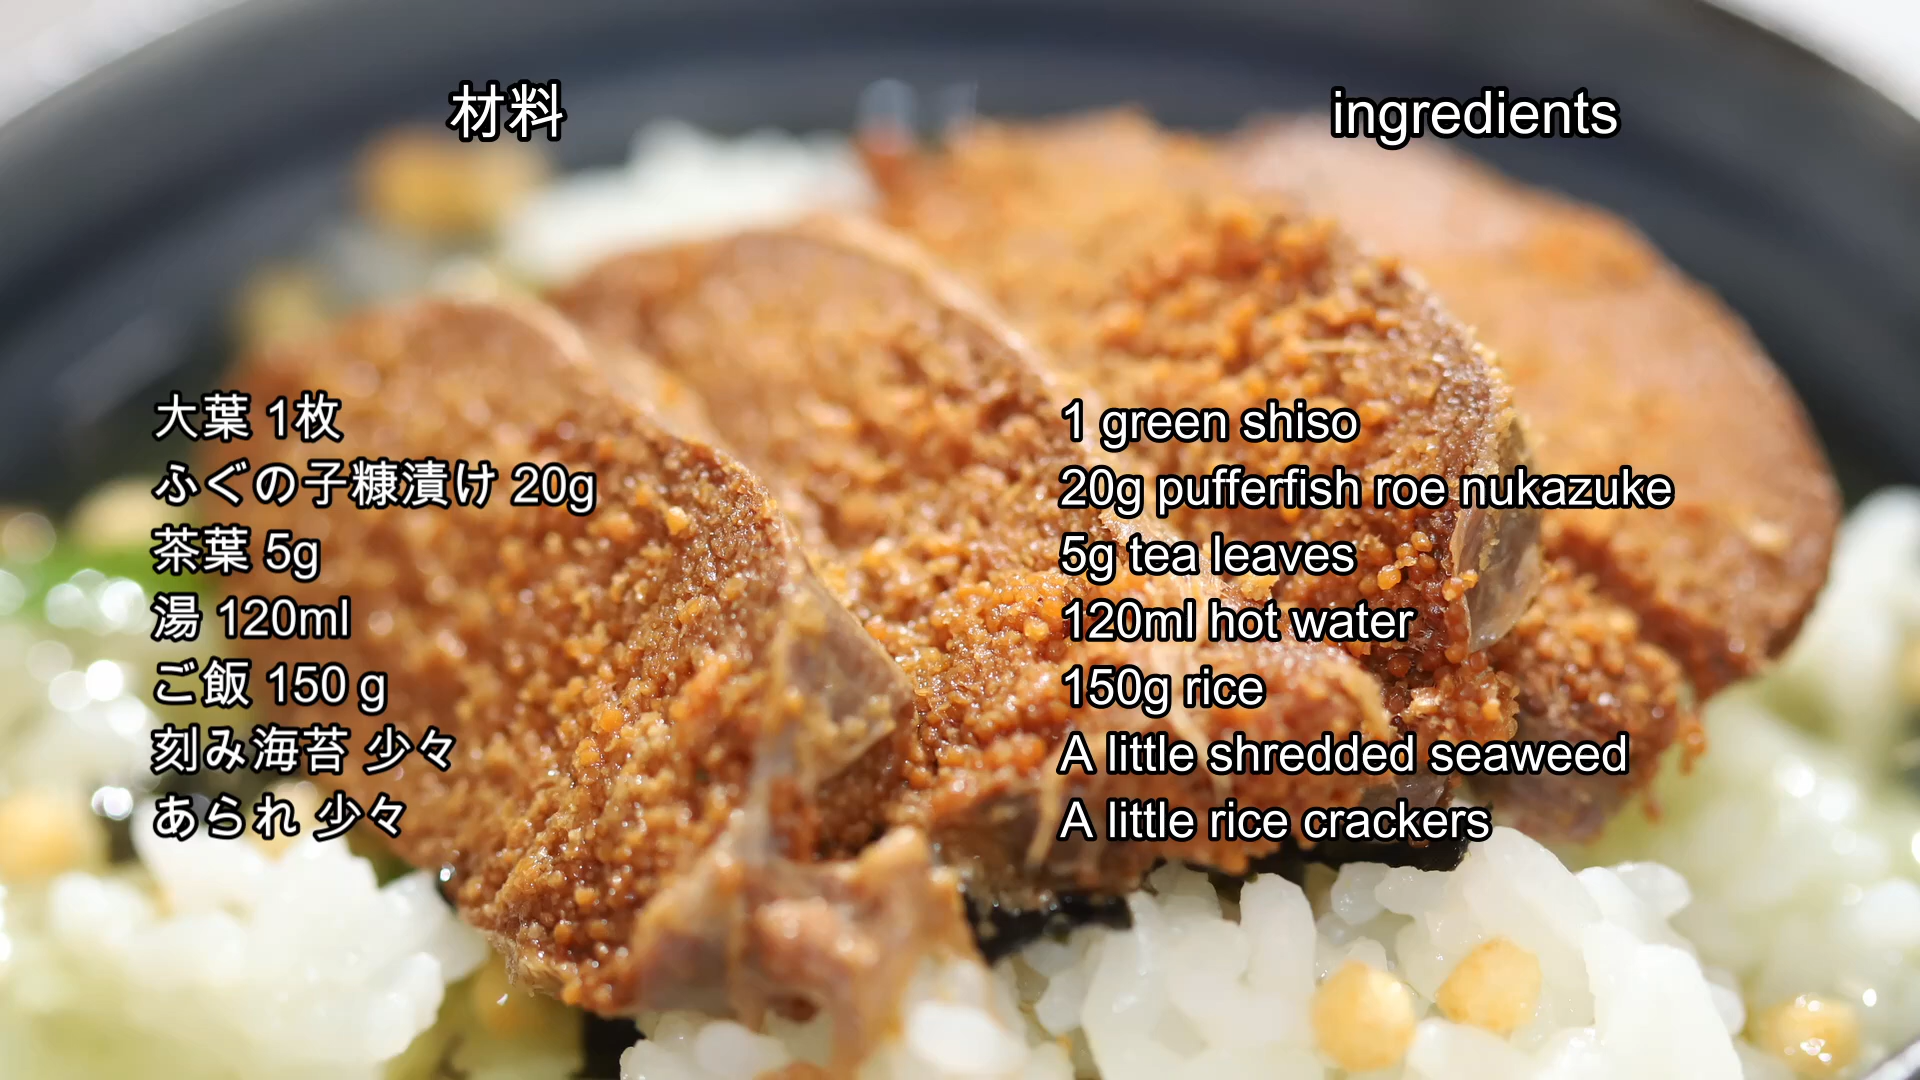 材料
大葉 1枚
ふぐの子糠漬け 20g
茶葉 5g
湯 120ml
ご飯 150ｇ
刻み海苔 少々
あられ 少々
ingredients
1 green shiso
20g pufferfish roe nukazuke
5g tea leaves
120ml hot water
150g rice
A little shredded seaweed
A little rice crackers